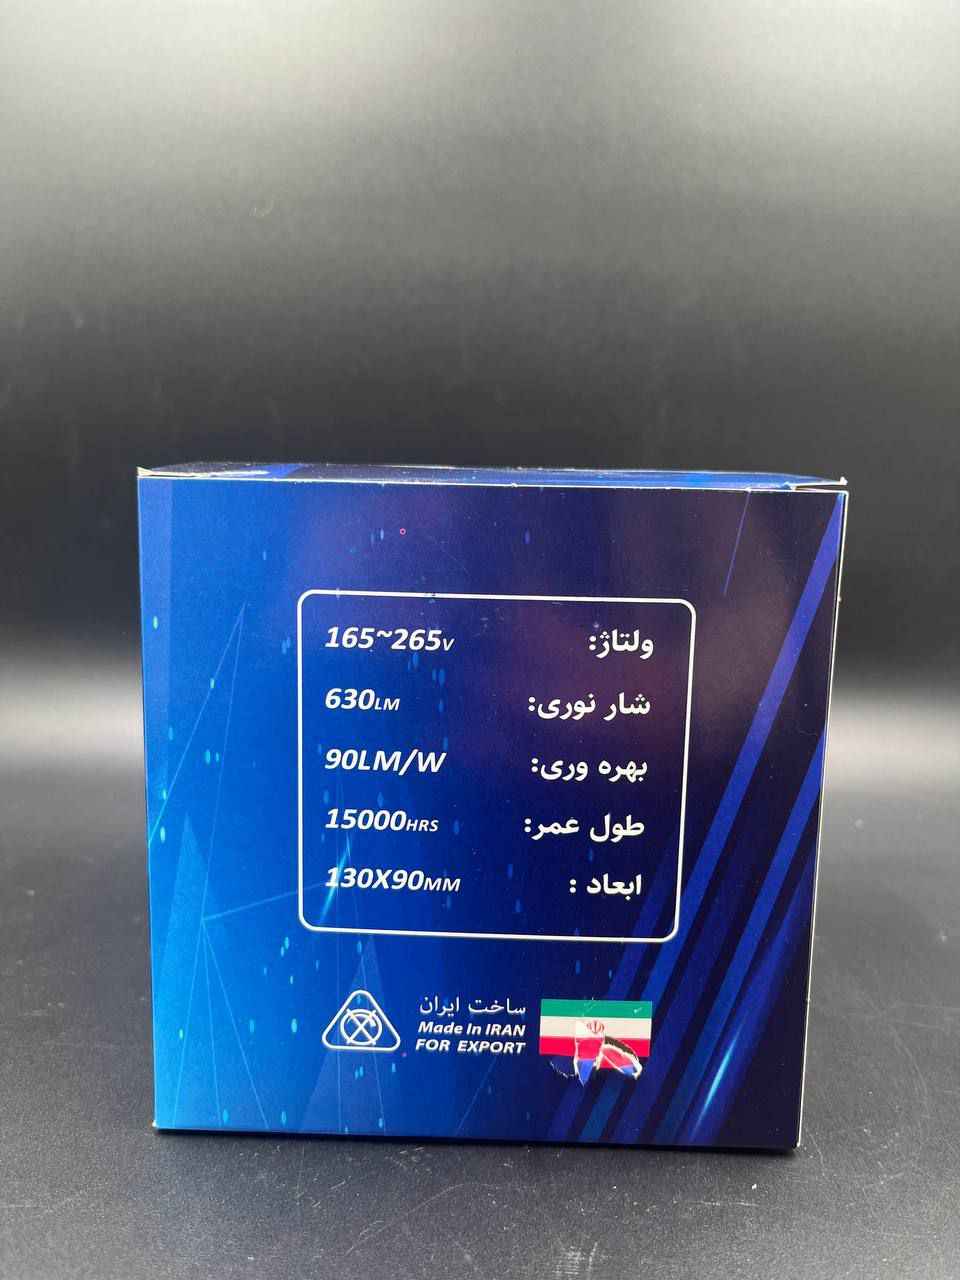 ولتاژ: 165~265V
شار نوری: 630LM
بهره وری: 90LM/W
طول عمر: 15000HRS
ابعاد : 130X90MM
ساخت ایران
Made In IRAN
FOR EXPORT